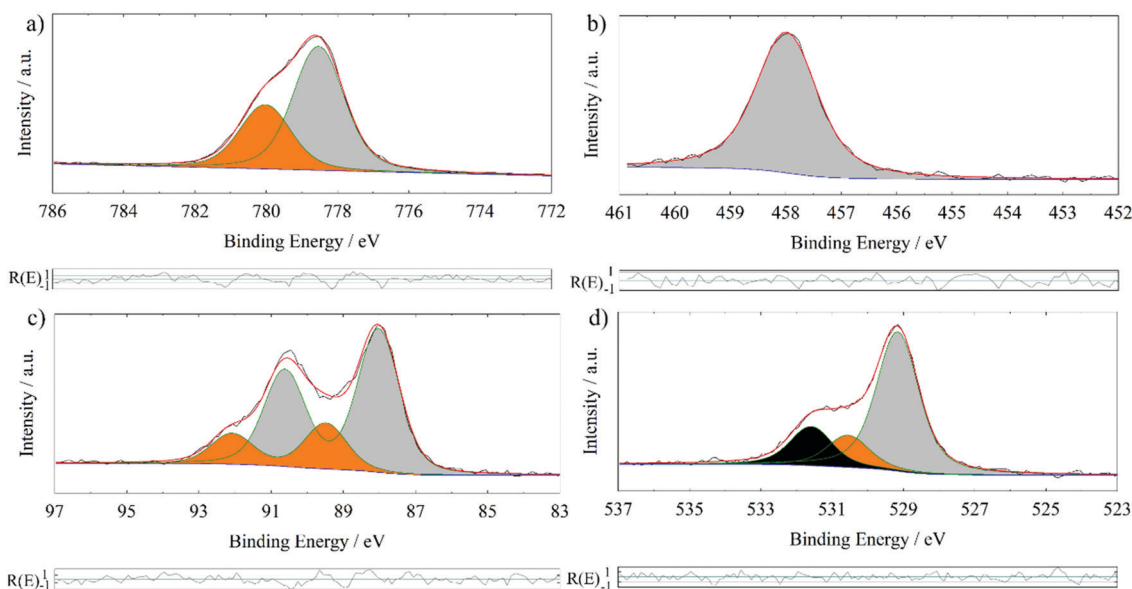 a)
Intensity / a.u.
786 784 782 780 778 776 774 772
Binding Energy / eV
R(E) 1
-1
b)
Intensity / a.u.
461 460 459 458 457 456 455 454 453 452
Binding Energy / eV
R(E) 1
-1
c)
Intensity / a.u.
97 95 93 91 89 87 85 83
Binding Energy / eV
R(E) 1
-1
d)
Intensity / a.u.
537 535 533 531 529 527 525 523
Binding Energy / eV
R(E) 1
-1